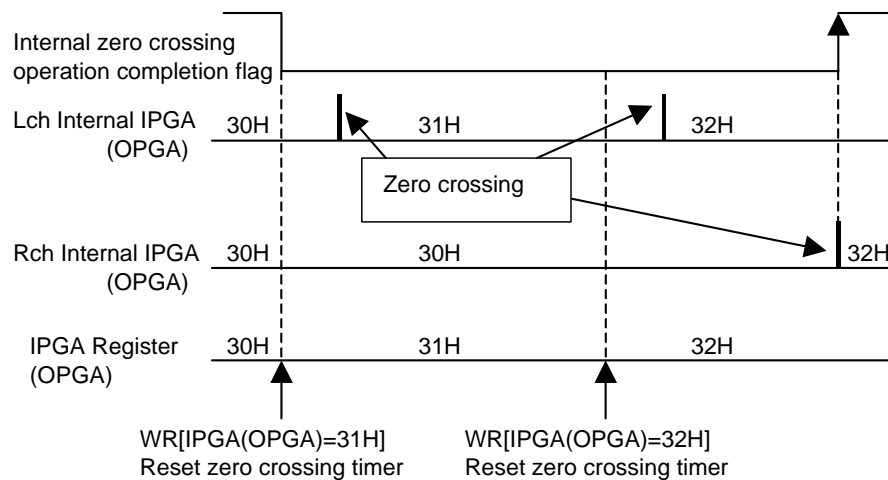 Internal zero crossing
operation completion flag
Lch Internal IPGA
(OPGA)
30H
31H
32H
Zero crossing
Rch Internal IPGA
(OPGA)
30H
30H
32H
IPGA Register
(OPGA)
30H
31H
32H
WR[IPGA(OPGA)=31H]
Reset zero crossing timer
WR[IPGA(OPGA)=32H]
Reset zero crossing timer